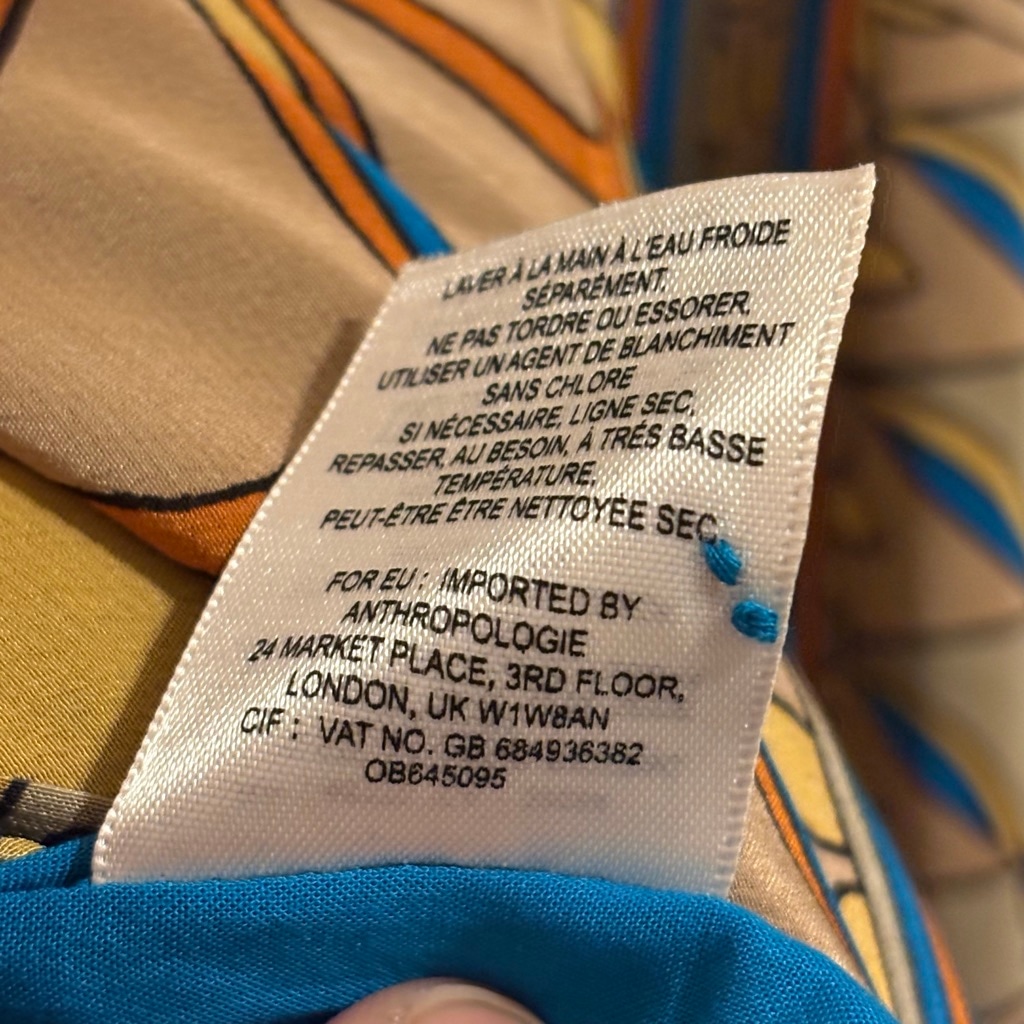 LAVER À LA MAIN À L'EAU FROIDE
SÉPARÉMENT,
NE PAS TORDRE OU ESSORER,
UTILISER UN AGENT DE BLANCHIMENT
SANS CHLORE
SI NÉCESSAIRE, LIGNE SEC,
REPASSER, AU BESOIN, À TRÉS BASSE
TEMPÉRATURE,
PEUT-ÊTRE ÊTRE NETTOYÉE SEC,
FOR EU : IMPORTED BY
ANTHROPOLOGIE
24 MARKET PLACE, 3RD FLOOR,
LONDON, UK W1W8AN
CIF : VAT NO. GB 684936382
OB645095